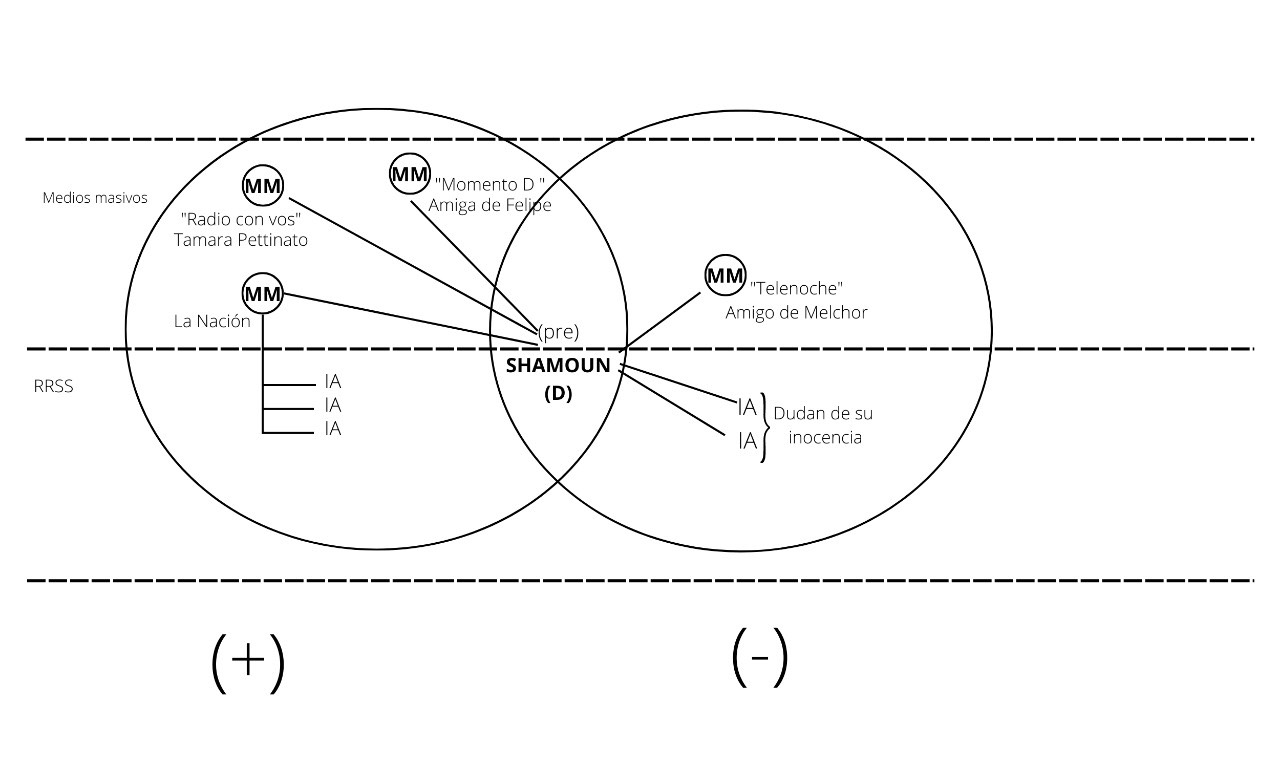 Medios masivos
MM
"Radio con vos"
Tamara Pettinato
MM
"Momento D "
Amiga de Felipe
MM
La Nación
MM
"Telenoche"
Amigo de Melchor
(pre)
SHAMOUN
(D)
RRSS
IA
IA
IA
IA
IA
Dudan de su
inocencia
(+)
(-)